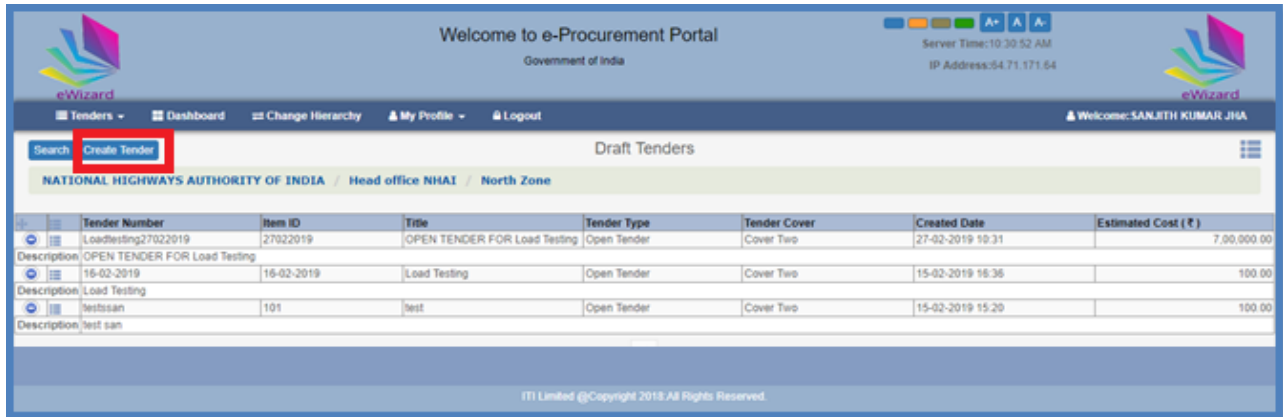 Welcome to e-Procurement Portal
Government of India
A+ A A-
Server Time:10:30:52 AM
IP Address:64.71.171.64
eWizard
eWizard
Tenders Dashboard Change Hierarchy My Profile Logout Welcome:SANJITH KUMAR JHA
Search Create Tender Draft Tenders
NATIONAL HIGHWAYS AUTHORITY OF INDIA / Head office NHAI / North Zone
Tender Number Item ID Title Tender Type Tender Cover Created Date Estimated Cost ( ₹ )
Loadtesting27022019 27022019 OPEN TENDER FOR Load Testing Open Tender Cover Two 27-02-2019 10:31 7,00,000.00
Description OPEN TENDER FOR Load Testing
16-02-2019 16-02-2019 Load Testing Open Tender Cover Two 15-02-2019 16:36 100.00
Description Load Testing
testssan 101 test Open Tender Cover Two 15-02-2019 15:20 100.00
Description test san
ITI Limited @Copyright 2018.All Rights Reserved.